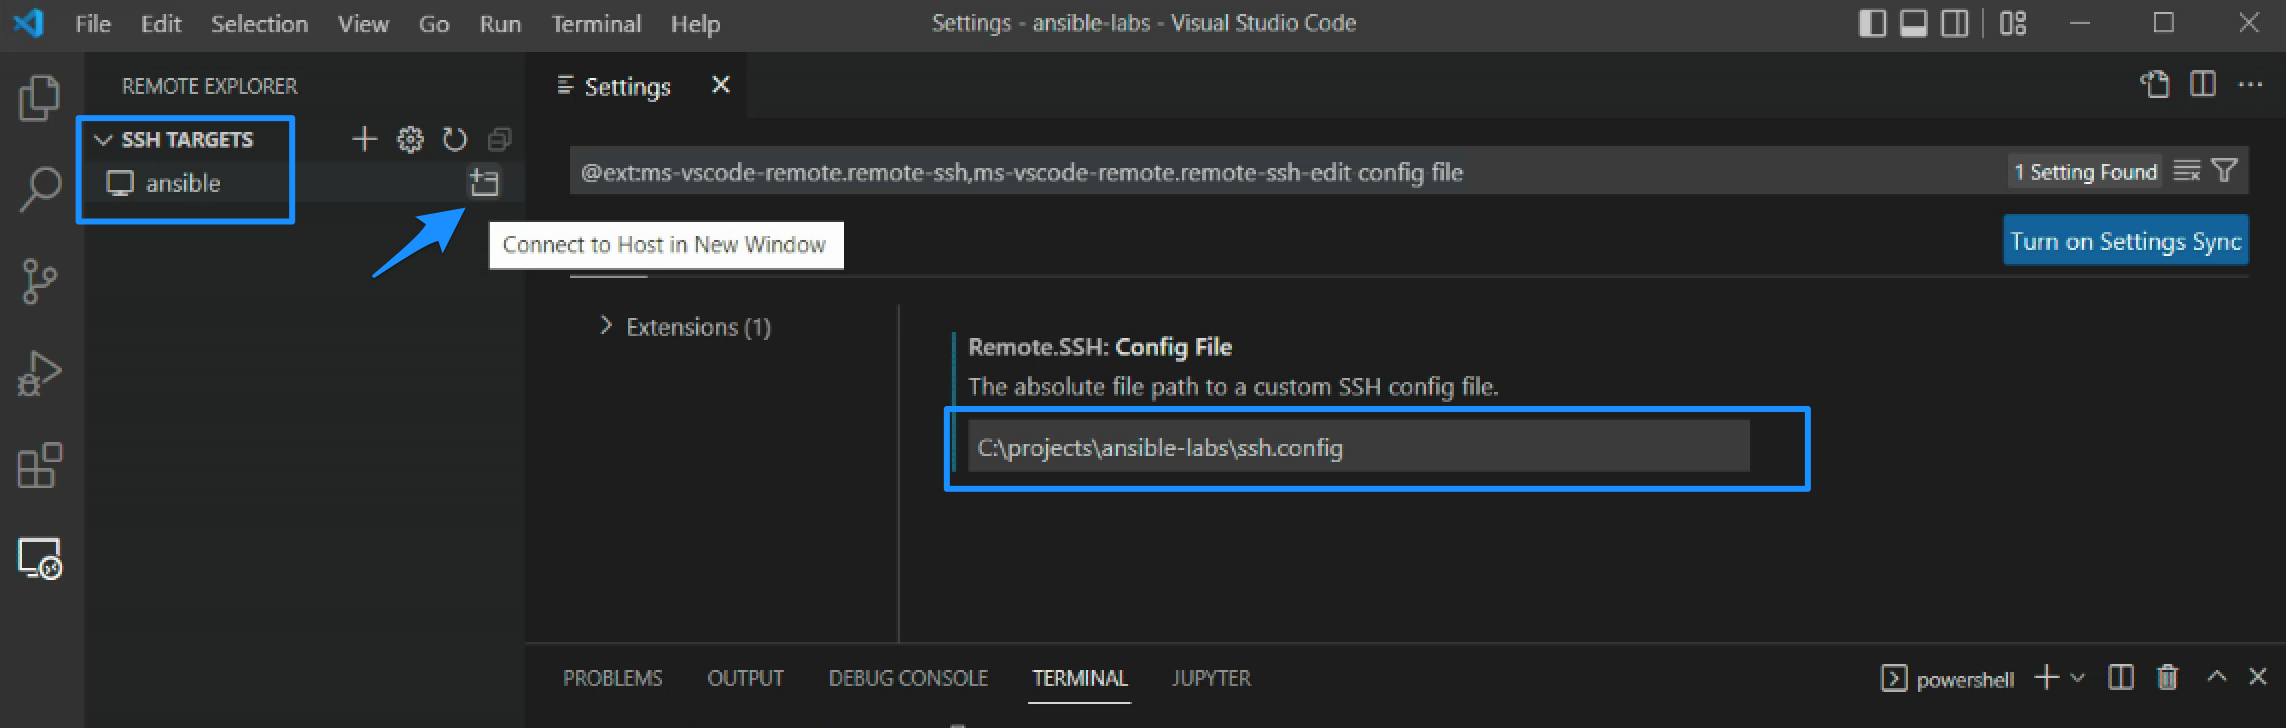 File Edit Selection View Go Run Terminal Help
Settings - ansible-labs - Visual Studio Code
REMOTE EXPLORER
SSH TARGETS
ansible
Connect to Host in New Window
Settings
@ext:ms-vscode-remote.remote-ssh,ms-vscode-remote.remote-ssh-edit config file
1 Setting Found
Turn on Settings Sync
Extensions (1)
Remote.SSH: Config File
The absolute file path to a custom SSH config file.
C:\projects\ansible-labs\ssh.config
PROBLEMS OUTPUT DEBUG CONSOLE TERMINAL JUPYTER
powershell